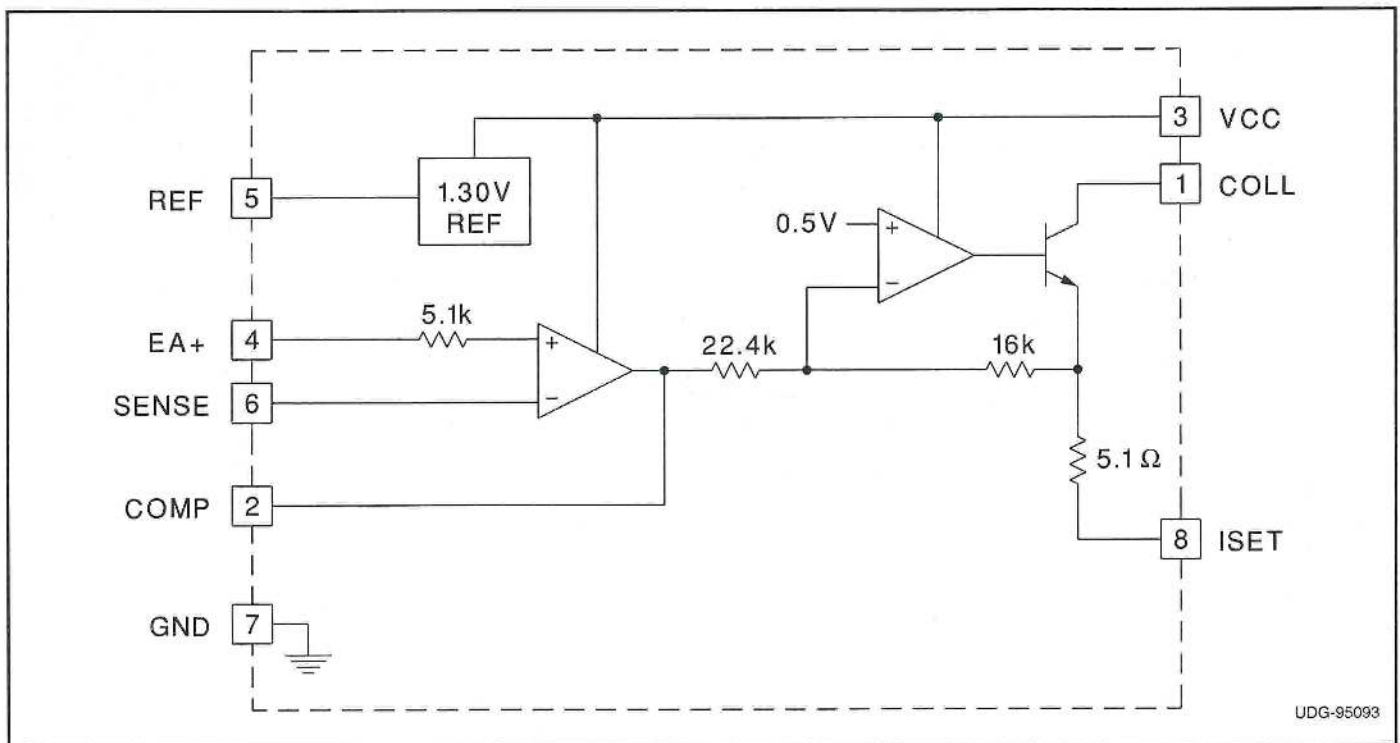 3 VCC
1 COLL
REF 5
1.30V
REF
0.5V
+
−
5.1k
EA+ 4
+
22.4k
16k
SENSE 6
−
5.1 Ω
COMP 2
8 ISET
GND 7
UDG-95093